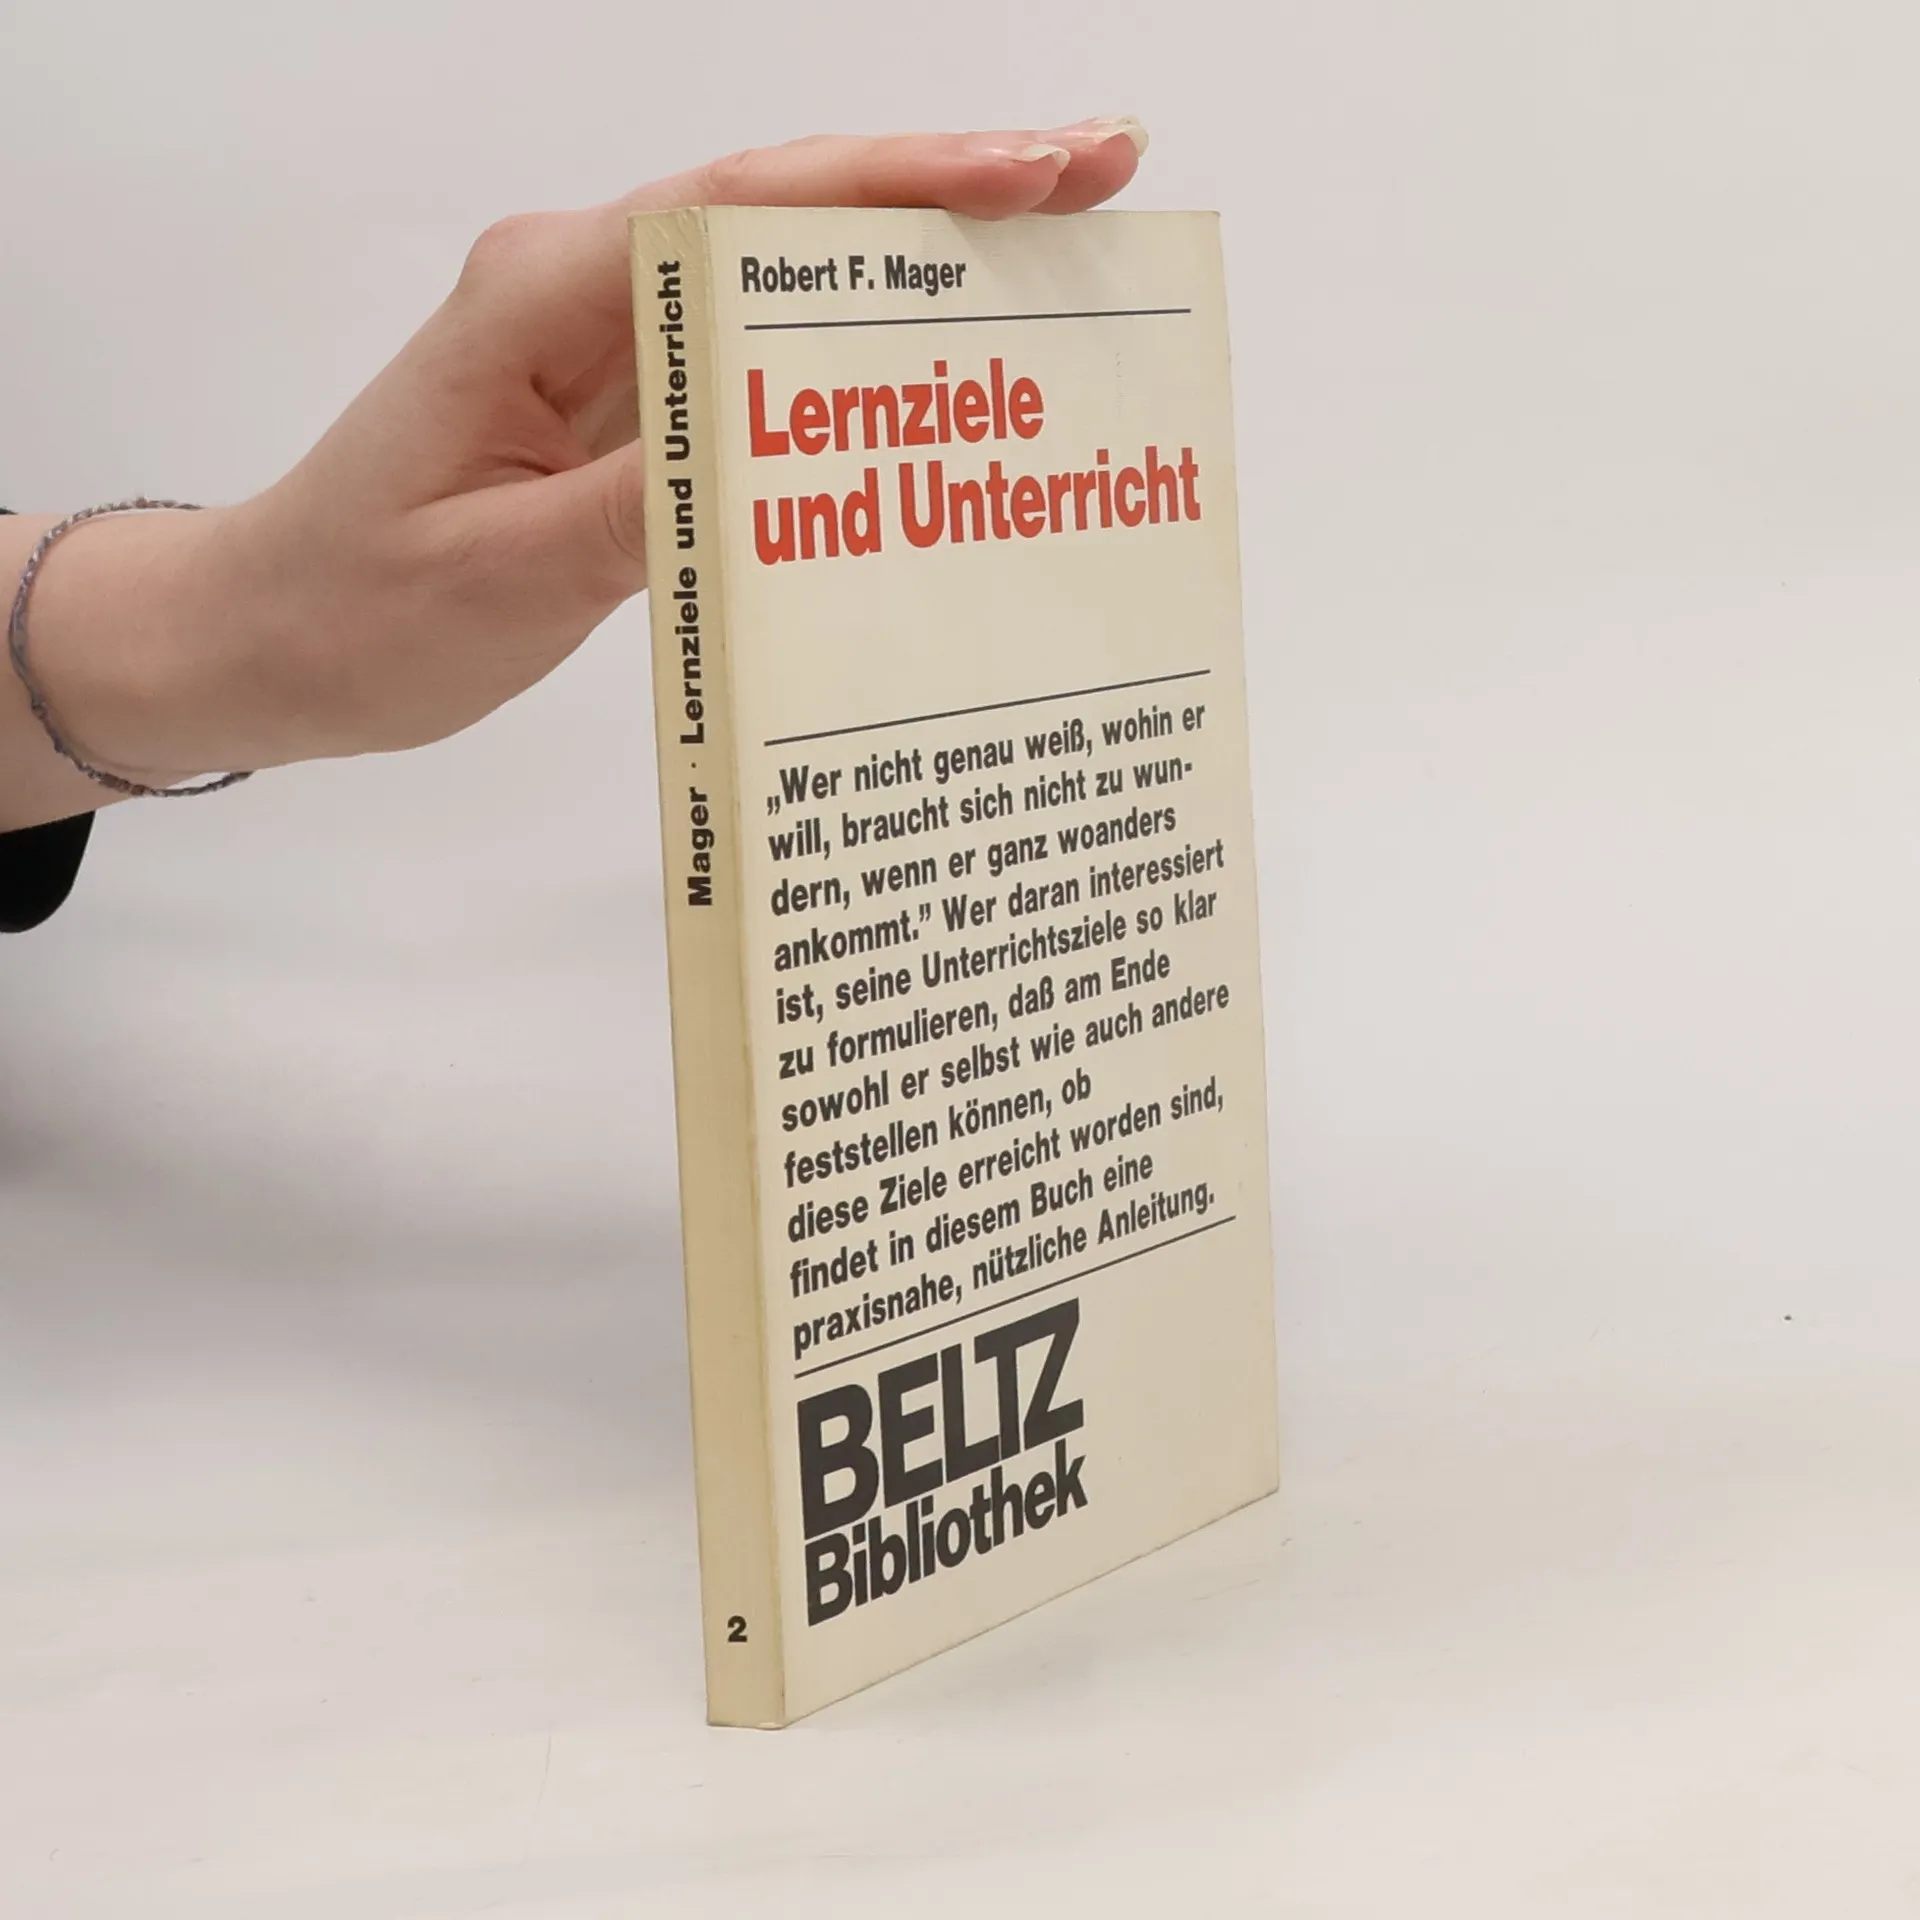 Robert F. Mager
Lernziele
und Unterricht
„Wer nicht genau weiß, wohin er
will, braucht sich nicht zu wun-
dern, wenn er ganz woanders
ankommt.” Wer daran interessiert
ist, seine Unterrichtsziele so klar
zu formulieren, daß am Ende
sowohl er selbst wie auch andere
feststellen können, ob
diese Ziele erreicht worden sind,
findet in diesem Buch eine
praxisnahe, nützliche Anleitung.
BELTZ
Bibliothek
Mager · Lernziele und Unterricht
2